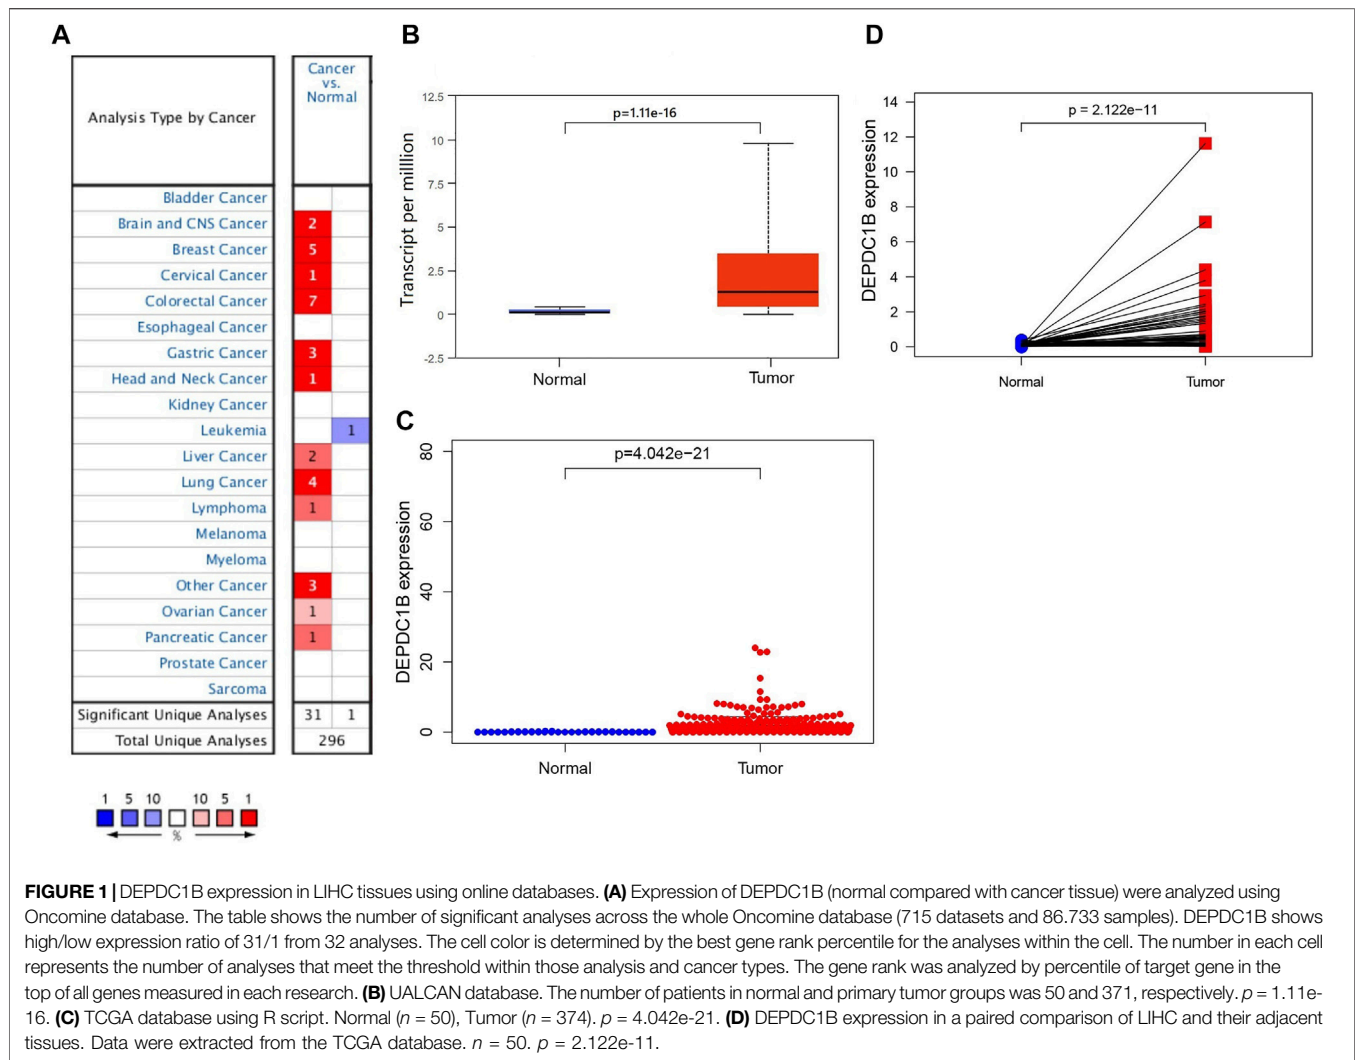 A
Analysis Type by Cancer
Cancer
vs.
Normal
Bladder Cancer
Brain and CNS Cancer 2
Breast Cancer 5
Cervical Cancer 1
Colorectal Cancer 7
Esophageal Cancer
Gastric Cancer 3
Head and Neck Cancer 1
Kidney Cancer
Leukemia 1
Liver Cancer 2
Lung Cancer 4
Lymphoma 1
Melanoma
Myeloma
Other Cancer 3
Ovarian Cancer 1
Pancreatic Cancer 1
Prostate Cancer
Sarcoma
Significant Unique Analyses 31 1
Total Unique Analyses 296
1 5 10 10 5 1
%
B
Transcript per milllion
12.5
10
7.5
5
2.5
0
-2.5
p=1.11e-16
Normal Tumor
D
DEPDC1B expression
14
12
10
8
6
4
2
0
p = 2.122e−11
Normal Tumor
C
DEPDC1B expression
80
60
40
20
0
p=4.042e−21
Normal Tumor
FIGURE 1 | DEPDC1B expression in LIHC tissues using online databases. (A) Expression of DEPDC1B (normal compared with cancer tissue) were analyzed using
Oncomine database. The table shows the number of significant analyses across the whole Oncomine database (715 datasets and 86.733 samples). DEPDC1B shows
high/low expression ratio of 31/1 from 32 analyses. The cell color is determined by the best gene rank percentile for the analyses within the cell. The number in each cell
represents the number of analyses that meet the threshold within those analysis and cancer types. The gene rank was analyzed by percentile of target gene in the
top of all genes measured in each research. (B) UALCAN database. The number of patients in normal and primary tumor groups was 50 and 371, respectively. p = 1.11e-
16. (C) TCGA database using R script. Normal (n = 50), Tumor (n = 374). p = 4.042e-21. (D) DEPDC1B expression in a paired comparison of LIHC and their adjacent
tissues. Data were extracted from the TCGA database. n = 50. p = 2.122e-11.